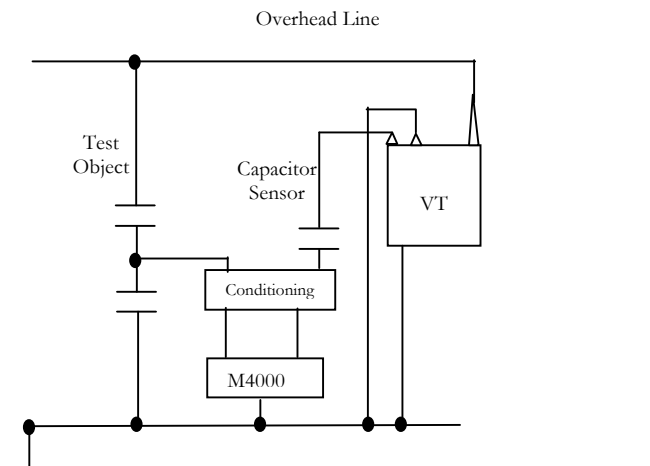 Overhead Line
Test
Object
Capacitor
Sensor
VT
Conditioning
M4000